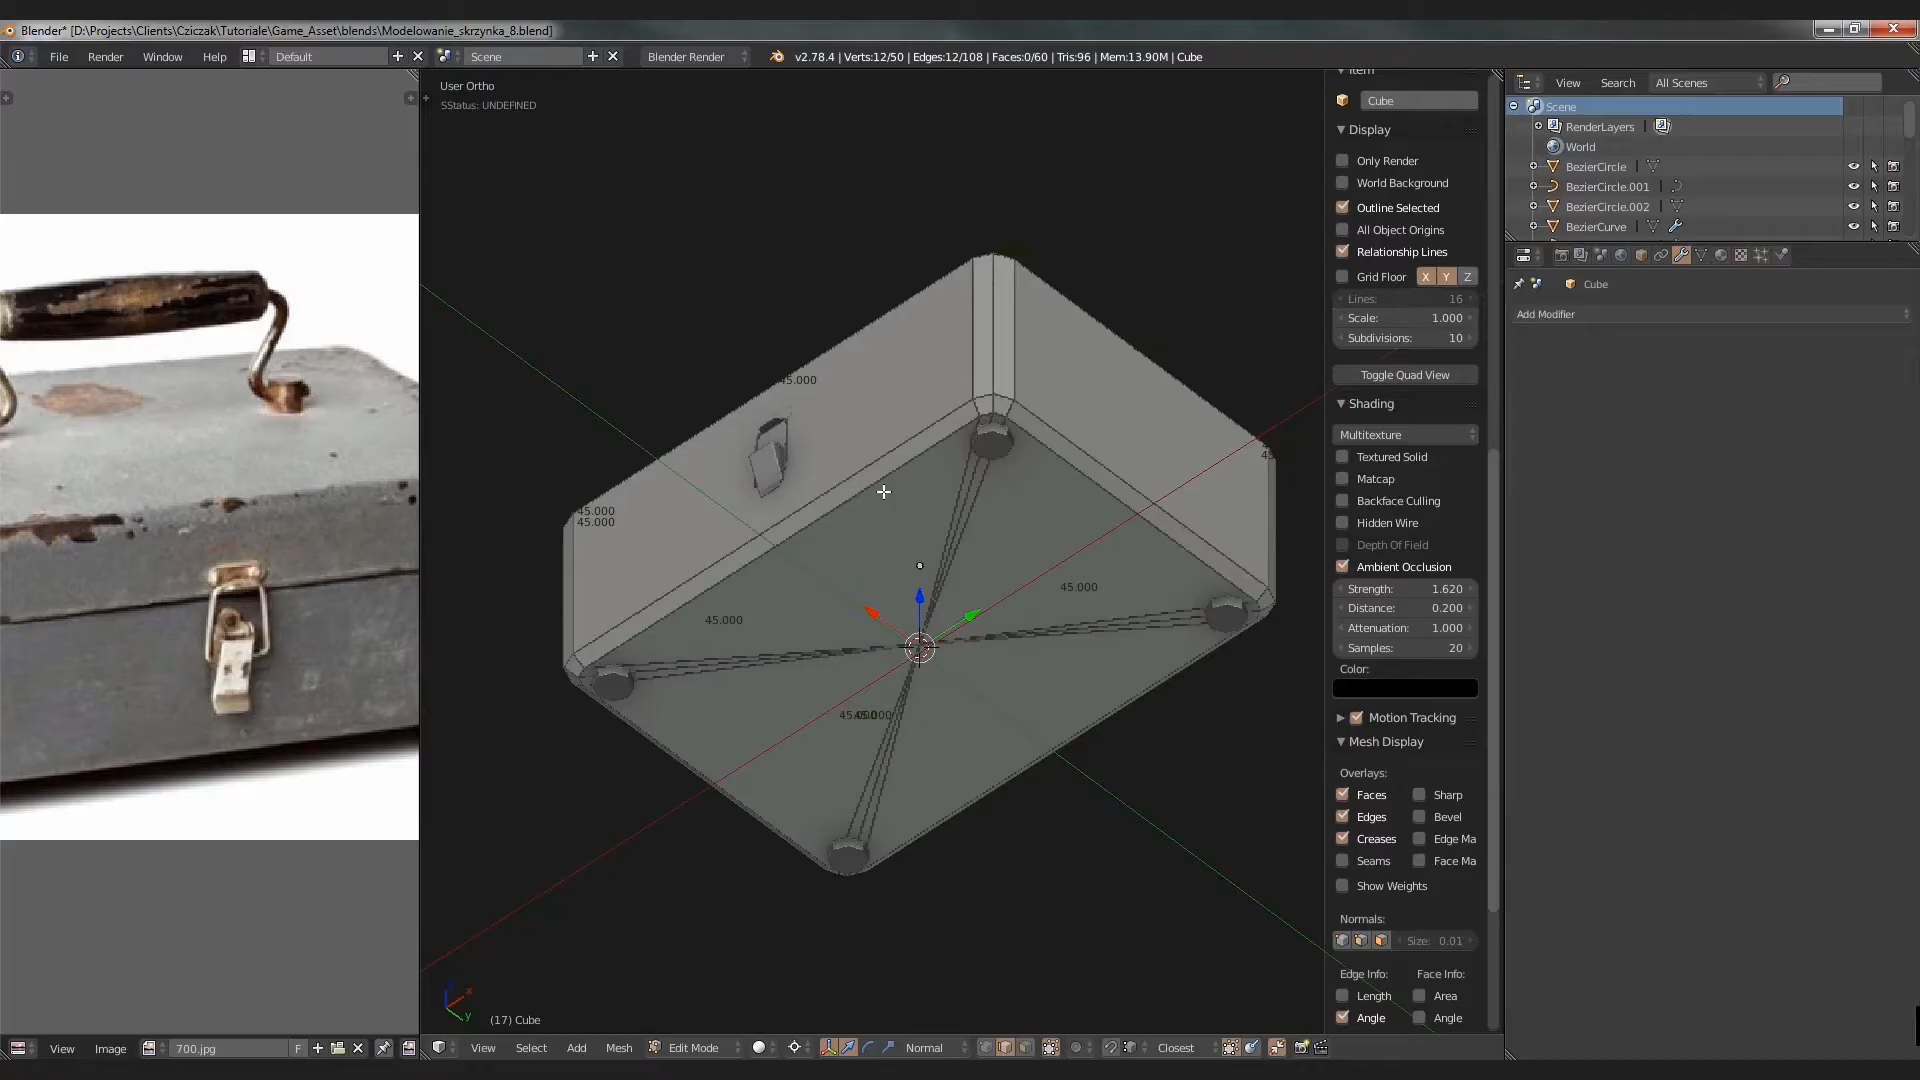 Blender* [D:\Projects\Clients\Cziczak\Tutoriale\Game_Asset\blends\Modelowanie_skrzynka_8.blend]
File Render Window Help Default Scene Blender Render v2.78.4 | Verts:12/50 | Edges:12/108 | Faces:0/60 | Tris:96 | Mem:13.90M | Cube
User Ortho
SStatus: UNDEFINED
45.000
45.000
45.000
45.000
45.000
(17) Cube
Item
Cube
Display
Only Render
World Background
Outline Selected
All Object Origins
Relationship Lines
Grid Floor X Y Z
Lines: 16
Scale: 1.000
Subdivisions: 10
Toggle Quad View
Shading
Multitexture
Textured Solid
Matcap
Backface Culling
Hidden Wire
Depth Of Field
Ambient Occlusion
Strength: 1.620
Distance: 0.200
Attenuation: 1.000
Samples: 20
Color:
Motion Tracking
Mesh Display
Overlays:
Faces Sharp
Edges Bevel
Creases Edge Ma
Seams Face Ma
Show Weights
Normals:
Size: 0.01
Edge Info: Face Info:
Length Area
Angle Angle
View Search All Scenes
Scene
RenderLayers
World
BezierCircle
BezierCircle.001
BezierCircle.002
BezierCurve
Cube
Add Modifier
View Image 700.jpg F
View Select Add Mesh Edit Mode Normal Closest